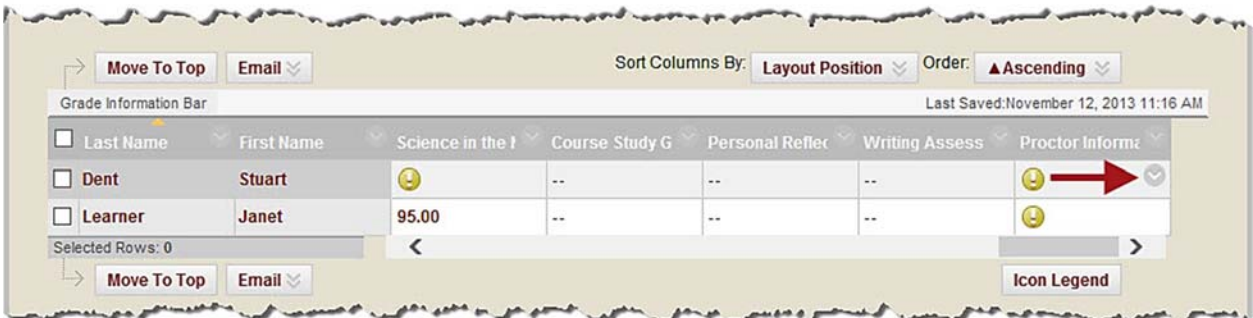 Move To Top Email Sort Columns By: Layout Position Order: Ascending
Grade Information Bar Last Saved:November 12, 2013 11:16 AM
Last Name First Name Science in the Course Study G Personal Reflec Writing Assess Proctor Informa
Dent Stuart -- -- --
Learner Janet 95.00 -- -- --
Selected Rows: 0
Move To Top Email Icon Legend